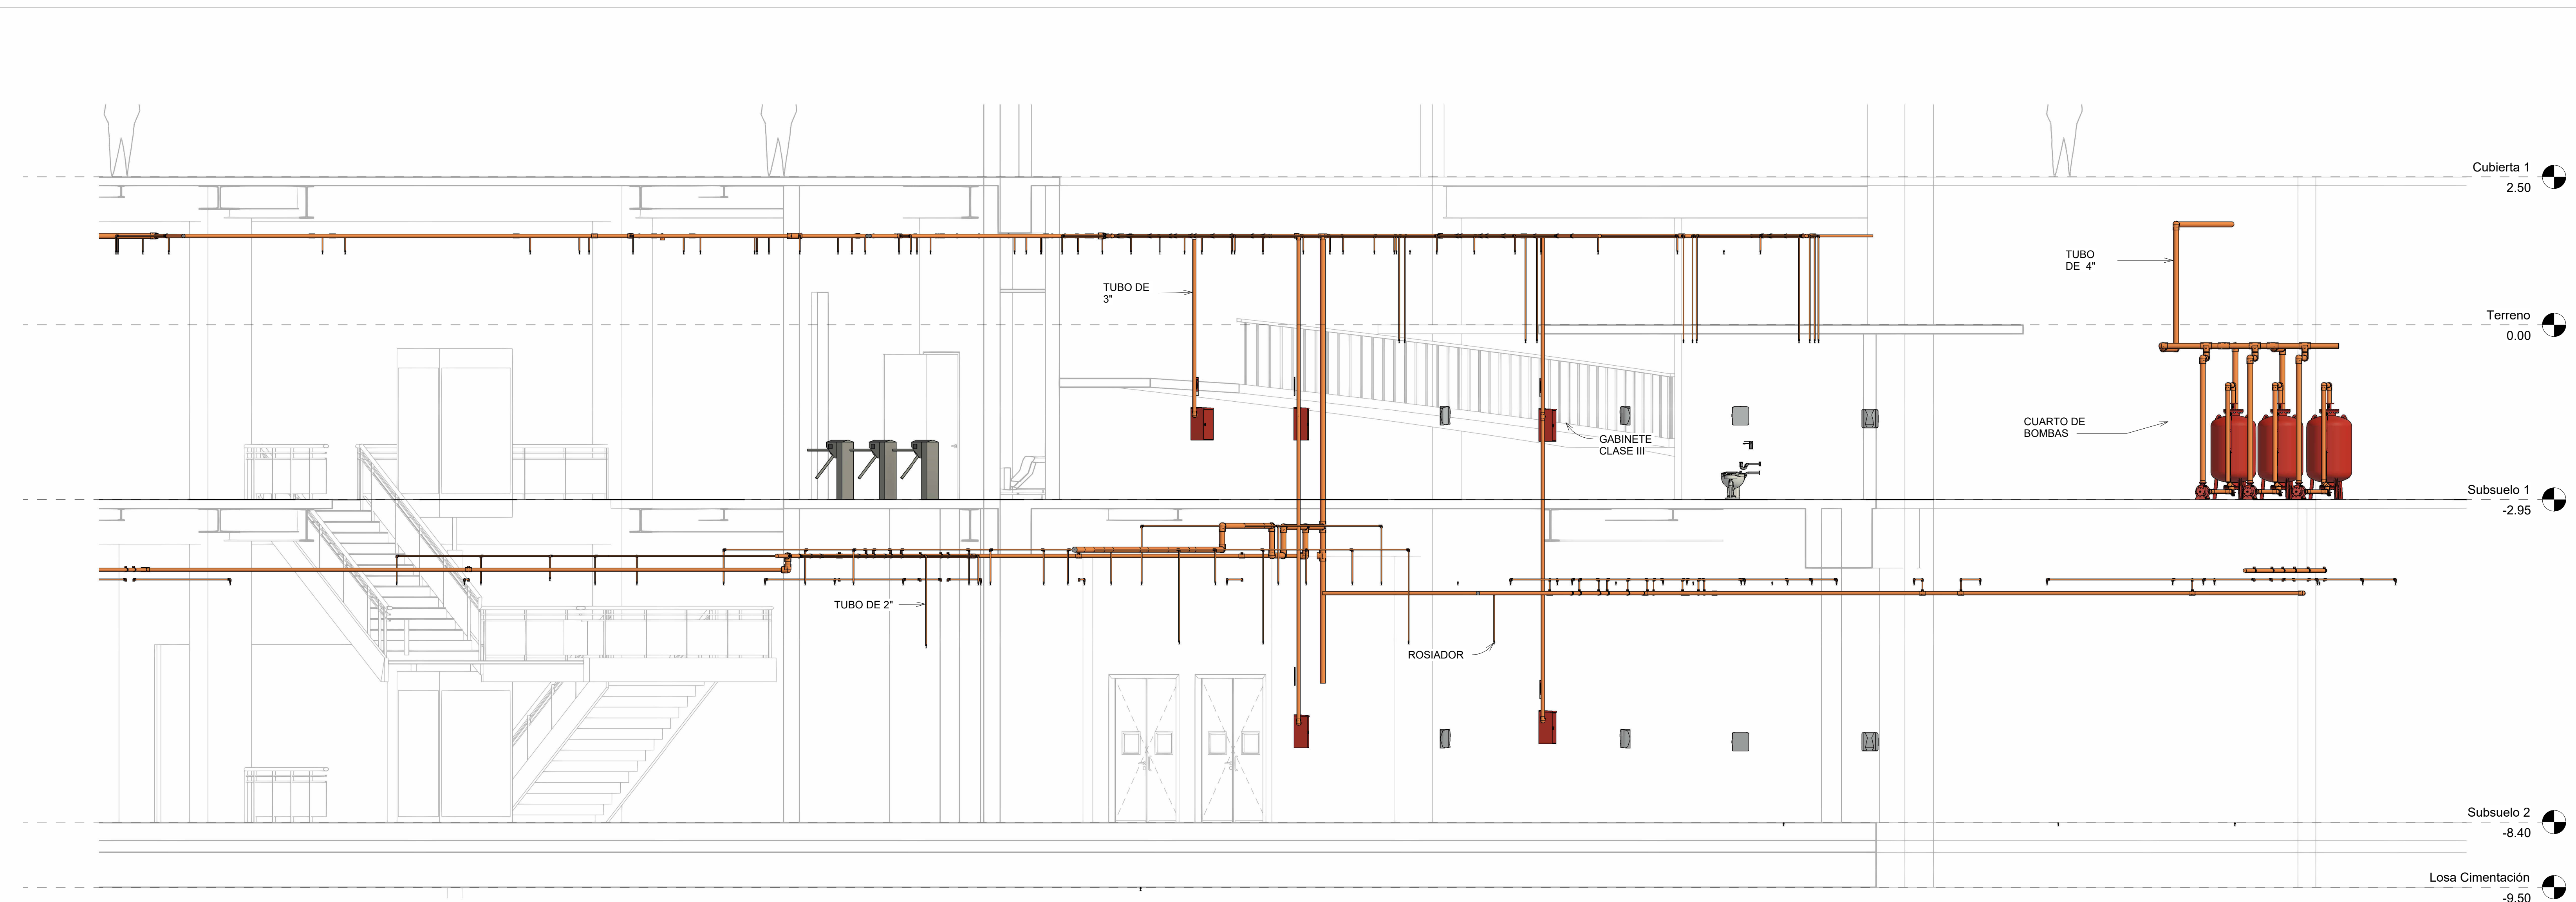 Cubierta 1
2.50
TUBO
DE 4"
TUBO DE
3"
Terreno
0.00
CUARTO DE
BOMBAS
GABINETE
CLASE III
Subsuelo 1
-2.95
TUBO DE 2"
ROSIADOR
Subsuelo 2
-8.40
Losa Cimentación
-9.50